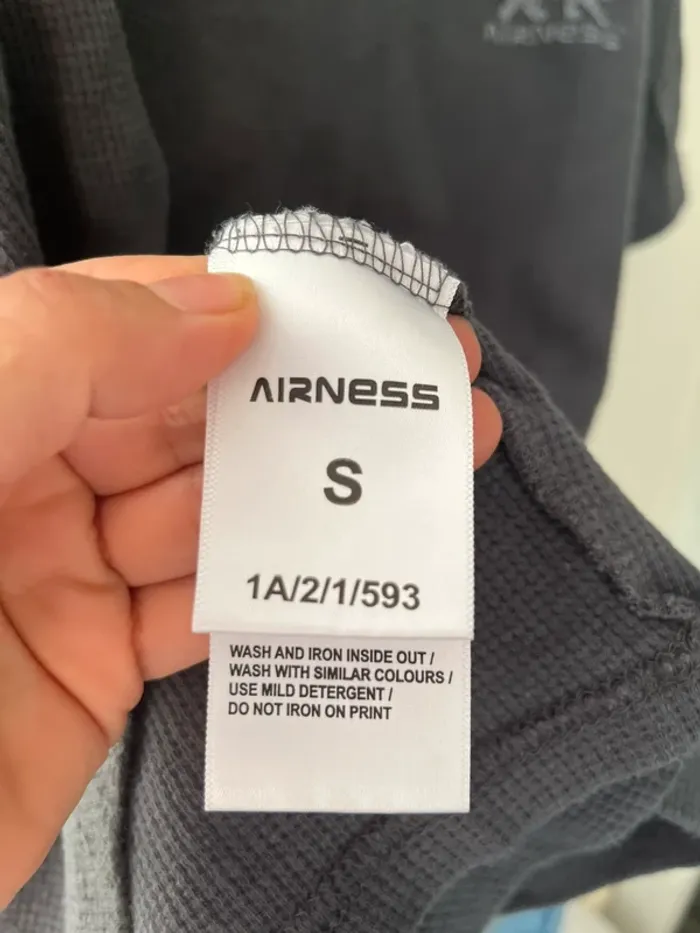 AIRNESS
AIRNESS
S
1A/2/1/593
WASH AND IRON INSIDE OUT /
WASH WITH SIMILAR COLOURS /
USE MILD DETERGENT /
DO NOT IRON ON PRINT